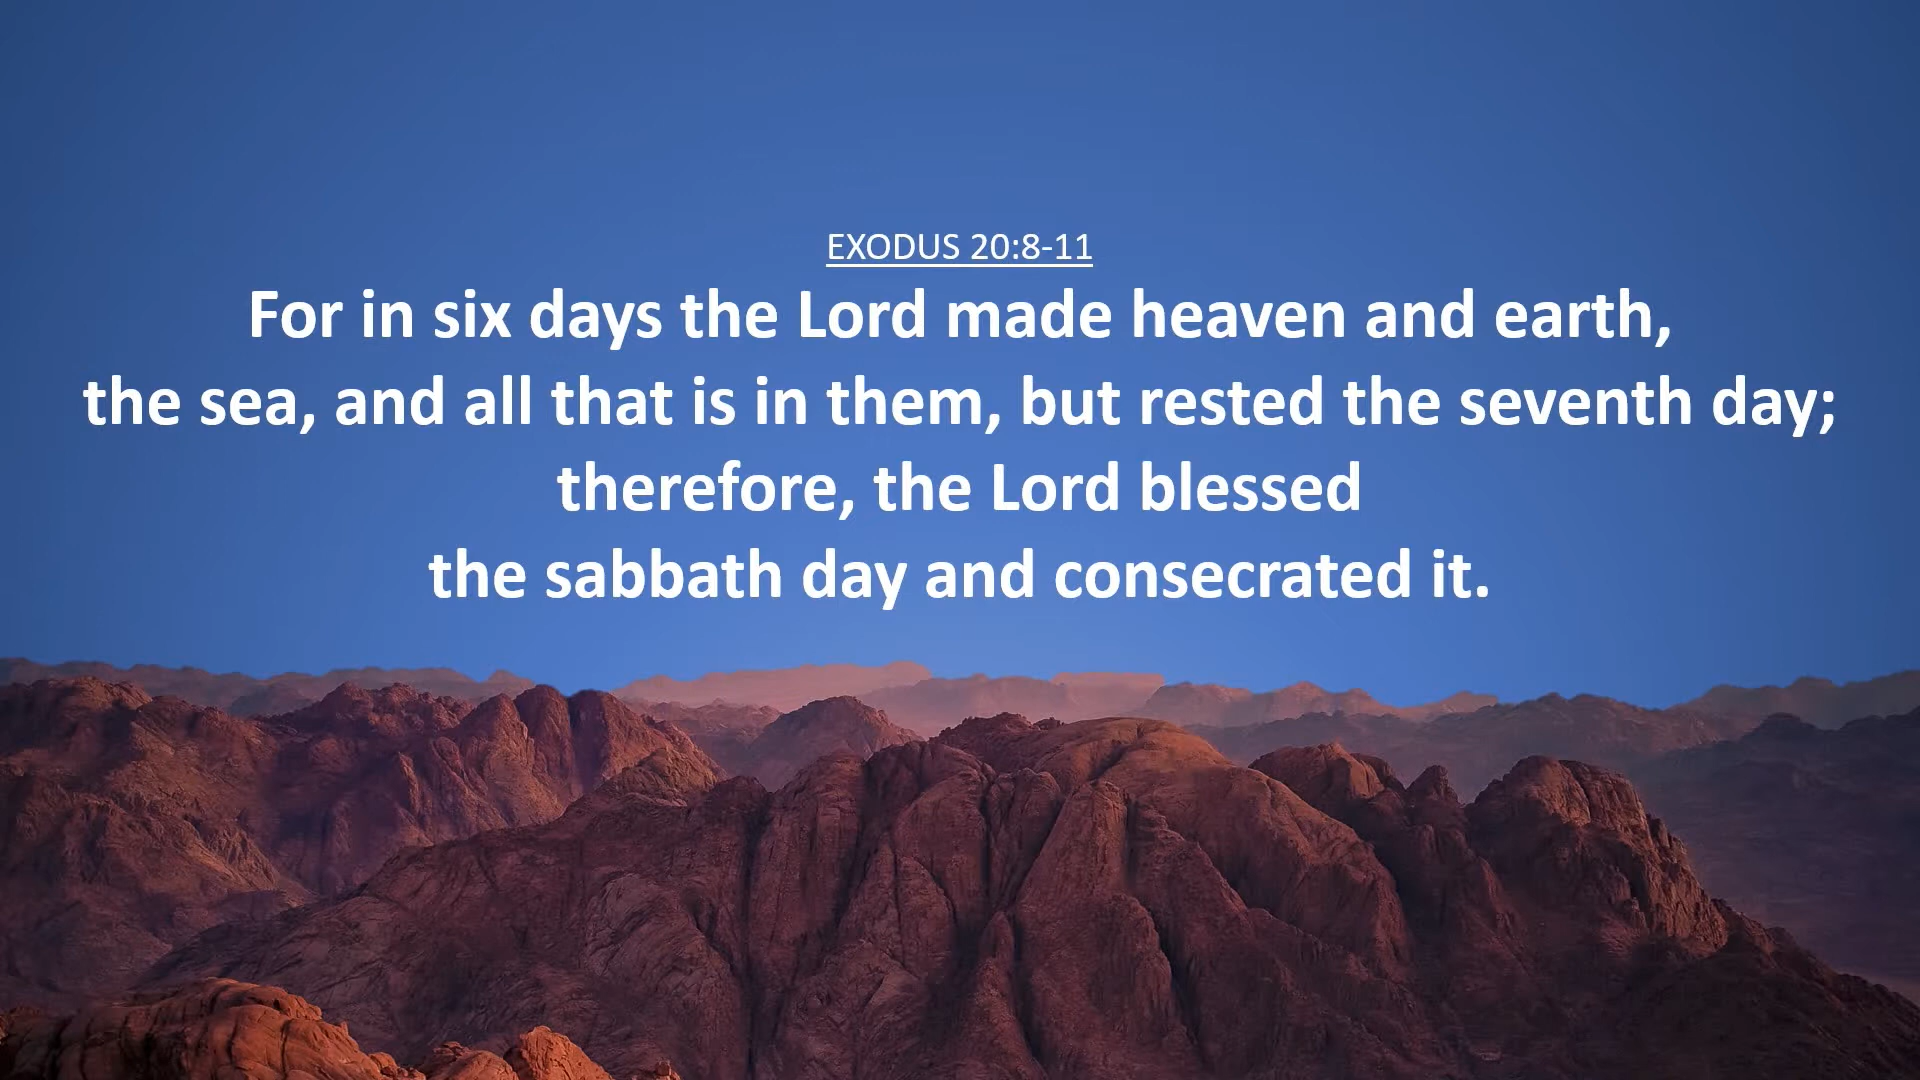 EXODUS 20:8-11
For in six days the Lord made heaven and earth,
the sea, and all that is in them, but rested the seventh day;
therefore, the Lord blessed
the sabbath day and consecrated it.